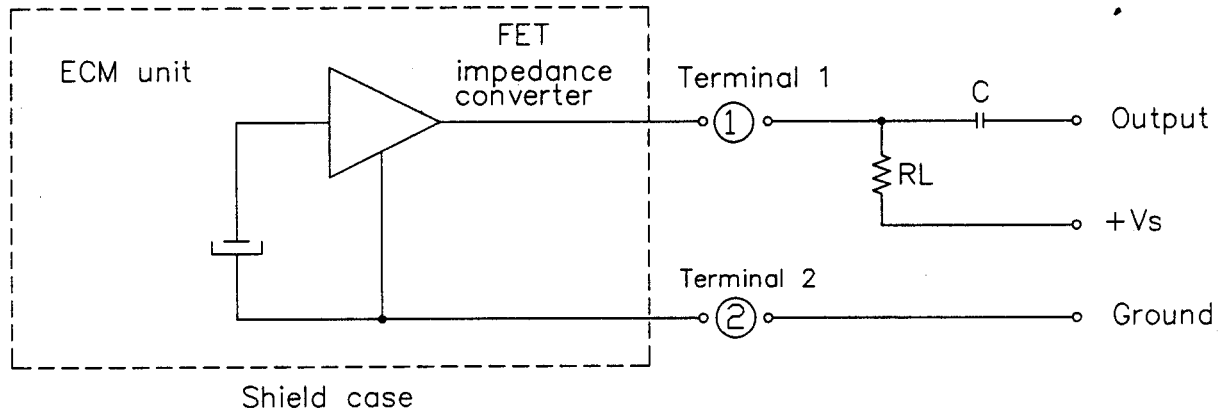 FET
impedance
converter
ECM unit
Terminal 1
1
C
Output
RL
+Vs
Terminal 2
2
Ground
Shield case